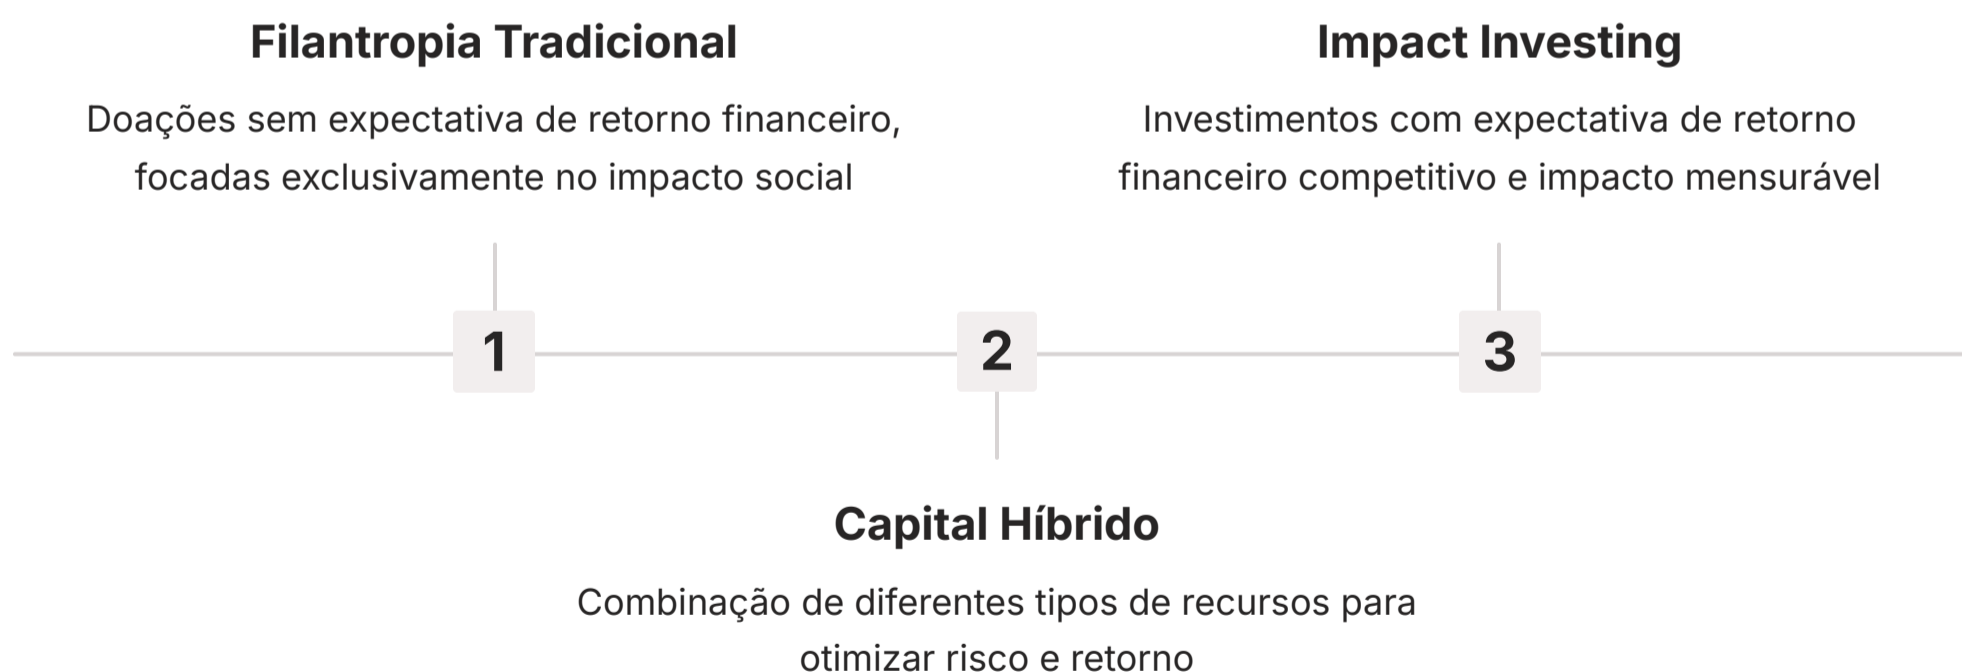 Filantropia Tradicional
Doações sem expectativa de retorno financeiro,
focadas exclusivamente no impacto social
Impact Investing
Investimentos com expectativa de retorno
financeiro competitivo e impacto mensurável
1
2
3
Capital Híbrido
Combinação de diferentes tipos de recursos para
otimizar risco e retorno